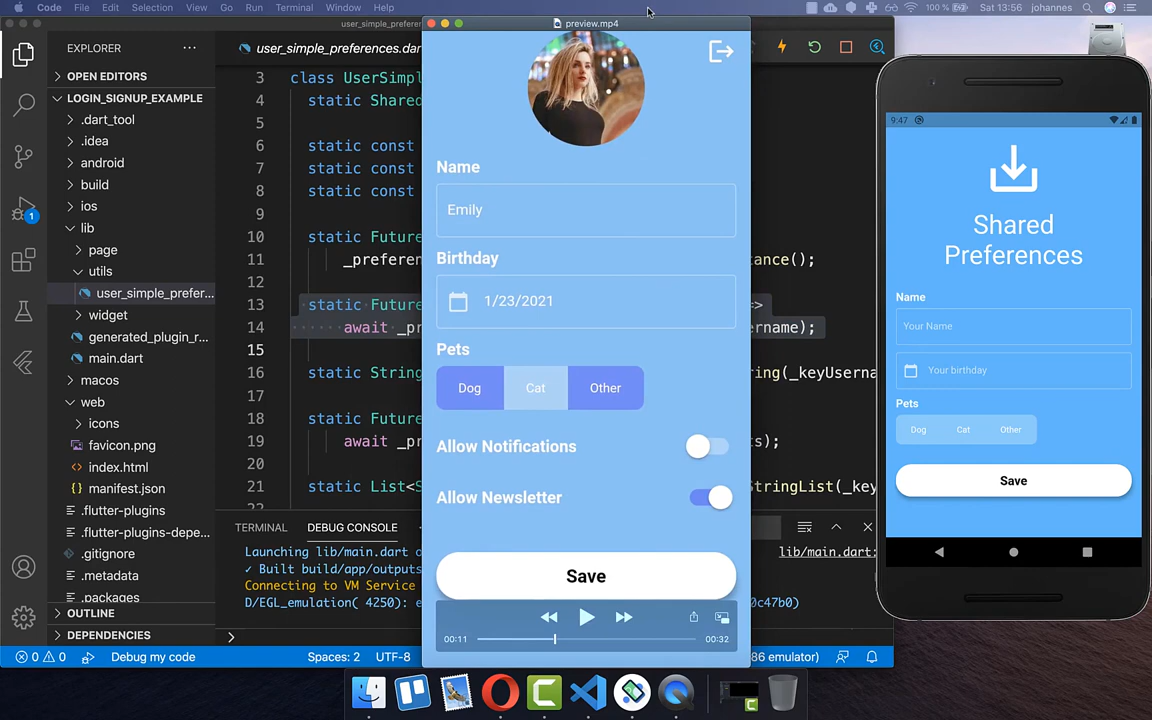 Code File Edit Selection View Go Run Terminal Window Help 100 % Sat 13:56 johannes
user_simple_preferen
preview.mp4
EXPLORER
OPEN EDITORS
LOGIN_SIGNUP_EXAMPLE
.dart_tool
.idea
android
build
ios
lib
page
utils
user_simple_prefer...
widget
generated_plugin_r...
main.dart
macos
web
icons
favicon.png
index.html
manifest.json
.flutter-plugins
.flutter-plugins-depe...
.gitignore
.metadata
.packages
OUTLINE
DEPENDENCIES
1
user_simple_preferences.dart
3 class UserSimpl
4 static Shared
5
6 static const
7 static const
8 static const
9
10 static Future
11 _preferen tance();
12
13 static Future =>
14 await _pr ername);
15
16 static String ring(_keyUserna
17
18 static Future
19 await _pr s);
20
21 static List<S StringList(_key
22
TERMINAL DEBUG CONSOLE
Launching lib/main.dart o lib/main.dart:
✓ Built build/app/outputs
Connecting to VM Service
D/EGL_emulation( 4250): e 0c47b0)
0 0 Debug my code Spaces: 2 UTF-8 86 emulator)
Name
Emily
Birthday
1/23/2021
Pets
Dog Cat Other
Allow Notifications
Allow Newsletter
Save
00:11 00:32
9:47
Shared
Preferences
Name
Your Name
Your birthday
Pets
Dog Cat Other
Save